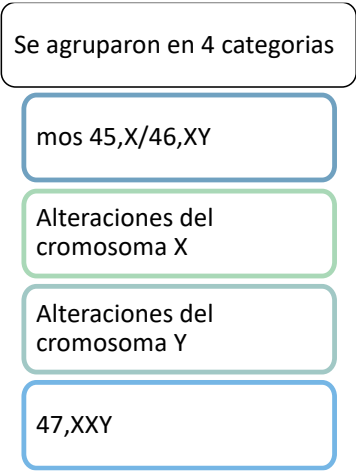 Se agruparon en 4 categorias
mos 45,X/46,XY
Alteraciones del
cromosoma X
Alteraciones del
cromosoma Y
47,XXY